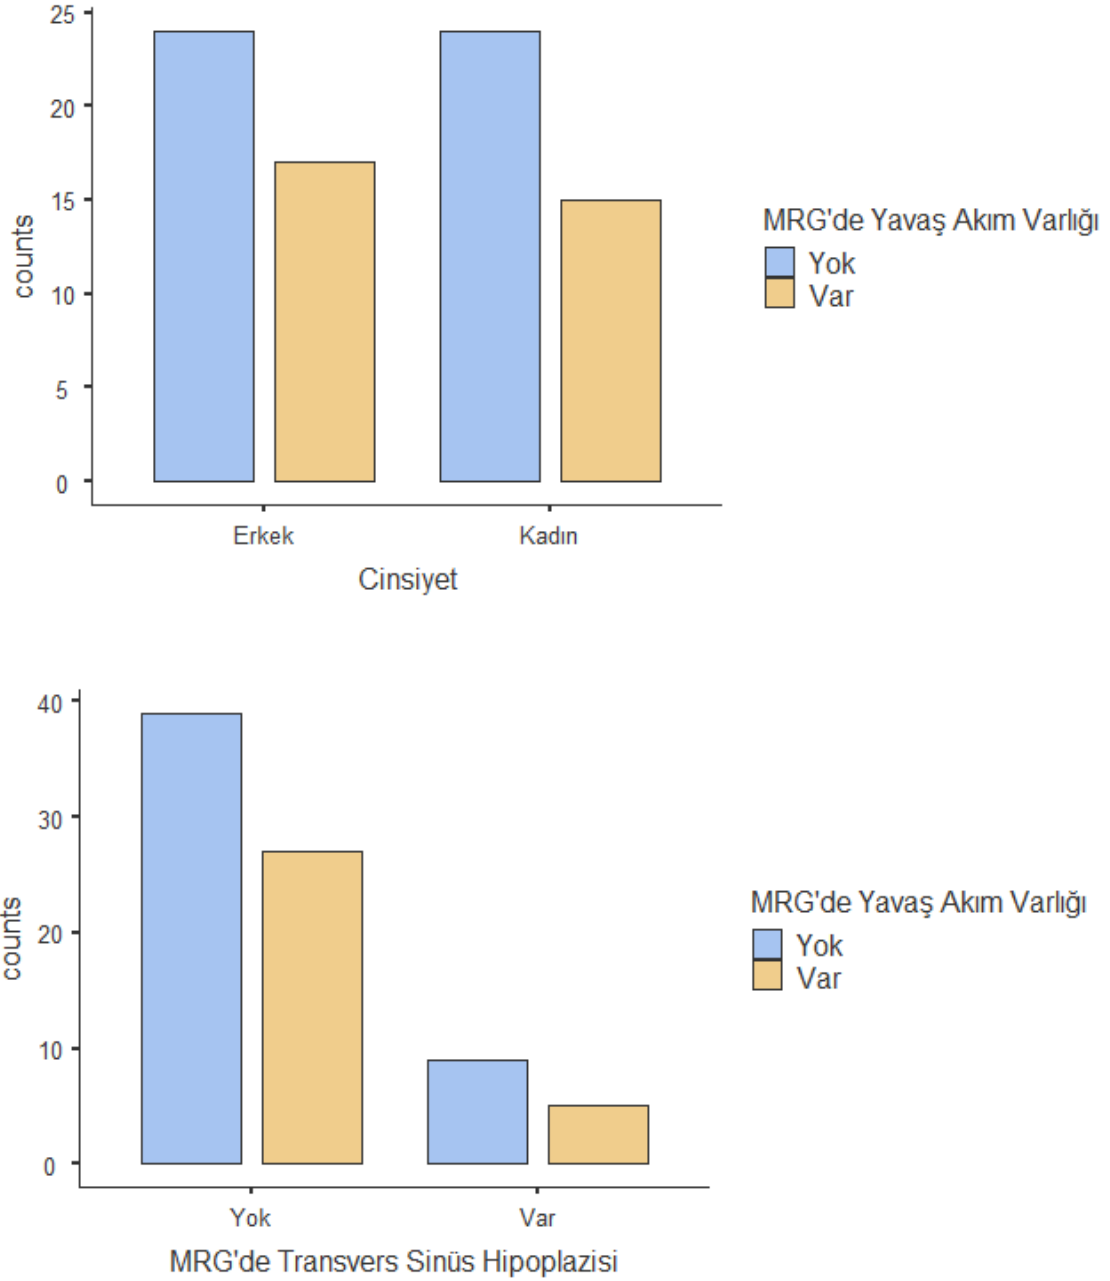 25
20
15
10
5
0
counts
Erkek
Kadın
Cinsiyet
MRG'de Yavaş Akım Varlığı
Yok
Var
40
30
20
10
0
counts
Yok
Var
MRG'de Transvers Sinüs Hipoplazisi
MRG'de Yavaş Akım Varlığı
Yok
Var